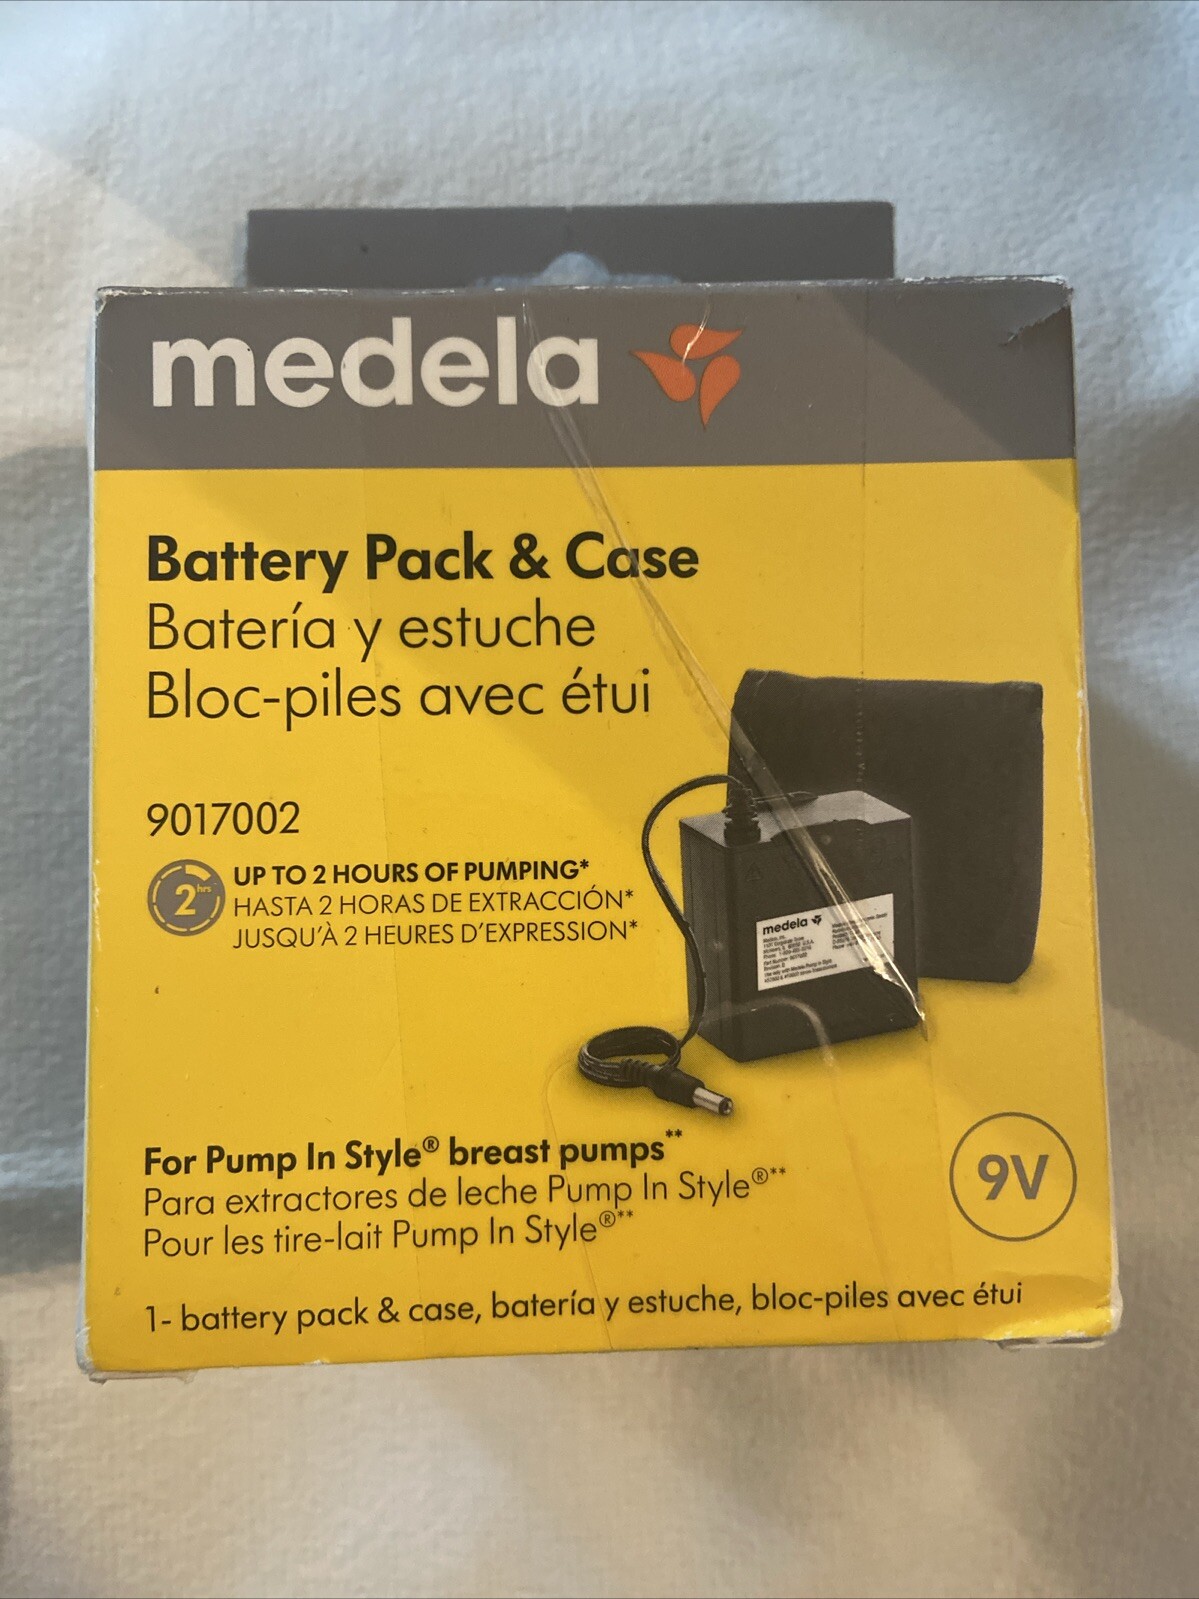 medela
Battery Pack & Case
Batería y estuche
Bloc-piles avec étui
9017002
2 hrs
UP TO 2 HOURS OF PUMPING*
HASTA 2 HORAS DE EXTRACCIÓN*
JUSQU'À 2 HEURES D'EXPRESSION*
medela
For Pump In Style® breast pumps**
Para extractores de leche Pump In Style®**
Pour les tire-lait Pump In Style®**
9V
1- battery pack & case, batería y estuche, bloc-piles avec étui